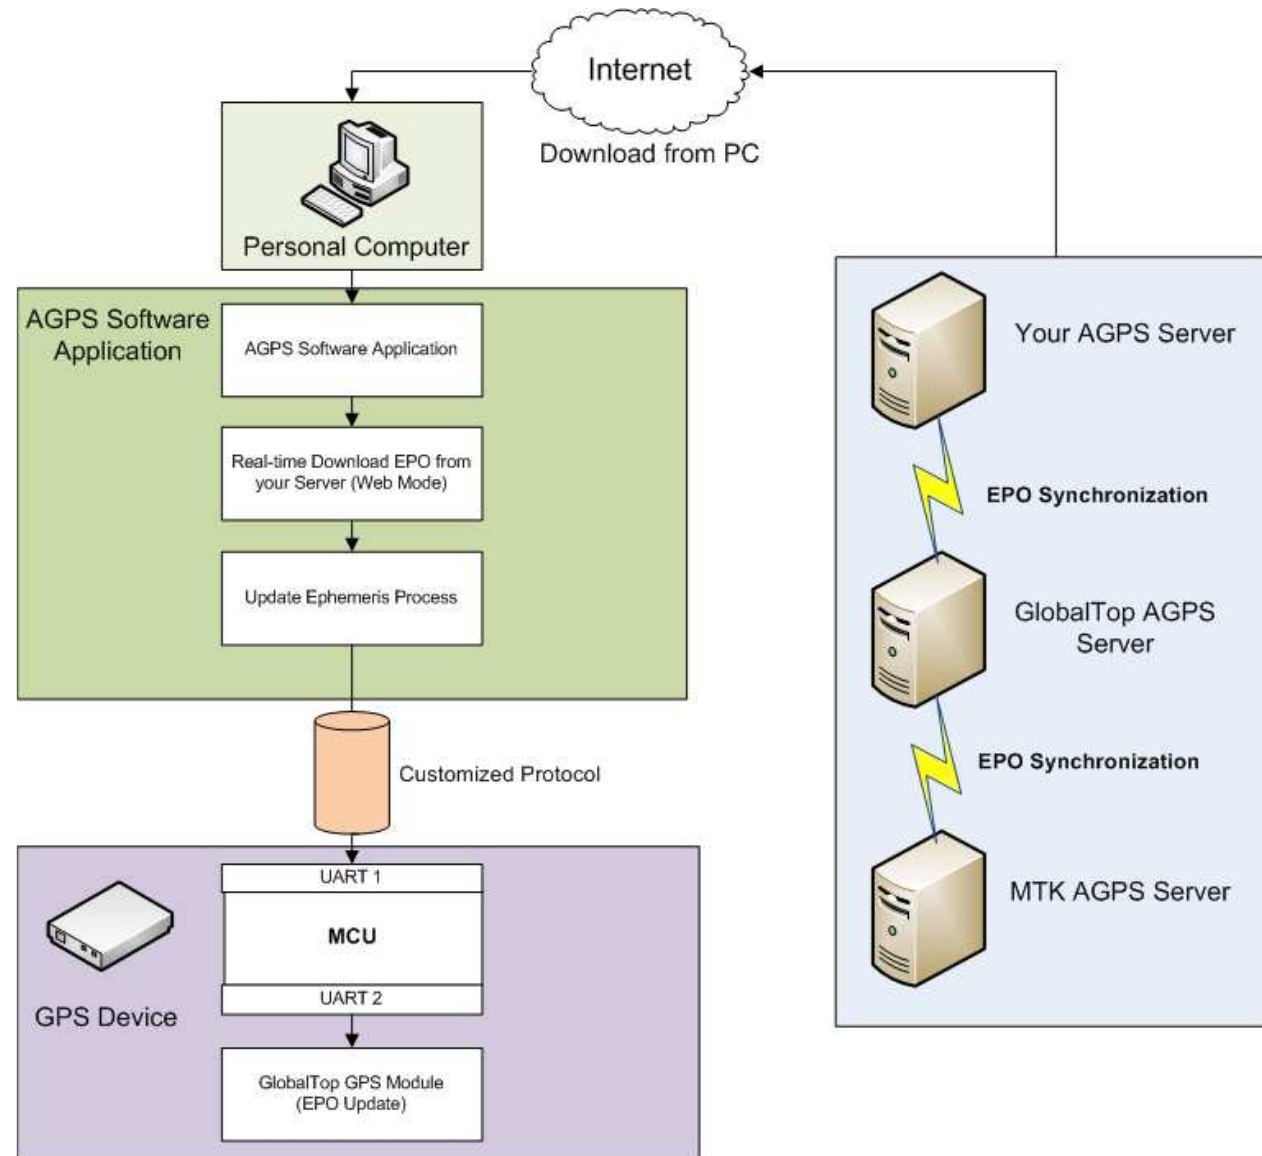 Internet
Download from PC
Personal Computer
AGPS Software
Application
AGPS Software Application
Real-time Download EPO from
your Server (Web Mode)
Update Ephemeris Process
Customized Protocol
UART 1
MCU
UART 2
GPS Device
GlobalTop GPS Module
(EPO Update)
Your AGPS Server
EPO Synchronization
GlobalTop AGPS
Server
EPO Synchronization
MTK AGPS Server